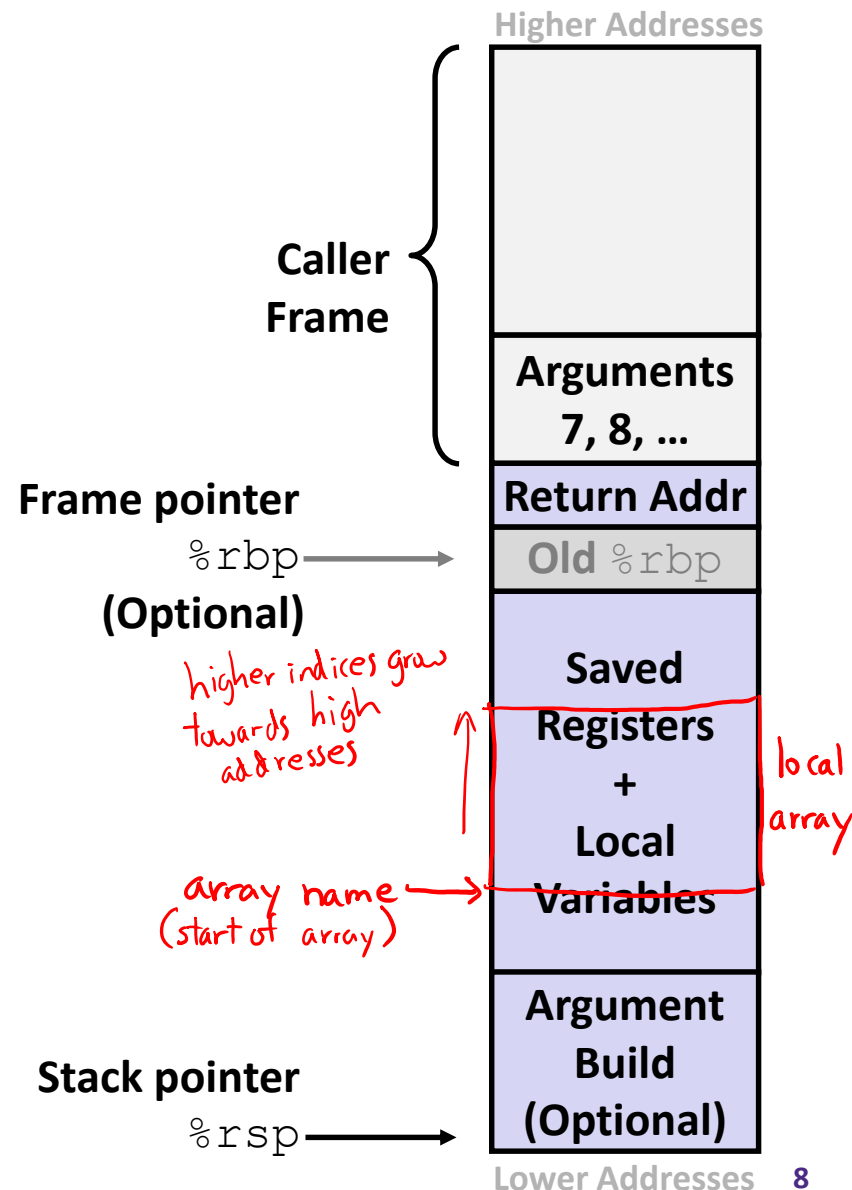 Higher Addresses
Caller
Frame
Arguments
7, 8, …
Frame pointer
%rbp
(Optional)
Return Addr
Old %rbp
higher indices grow
towards high
addresses
Saved
Registers
+
Local
Variables
local
array
array name
(start of array)
Argument
Build
(Optional)
Stack pointer
%rsp
Lower Addresses
8